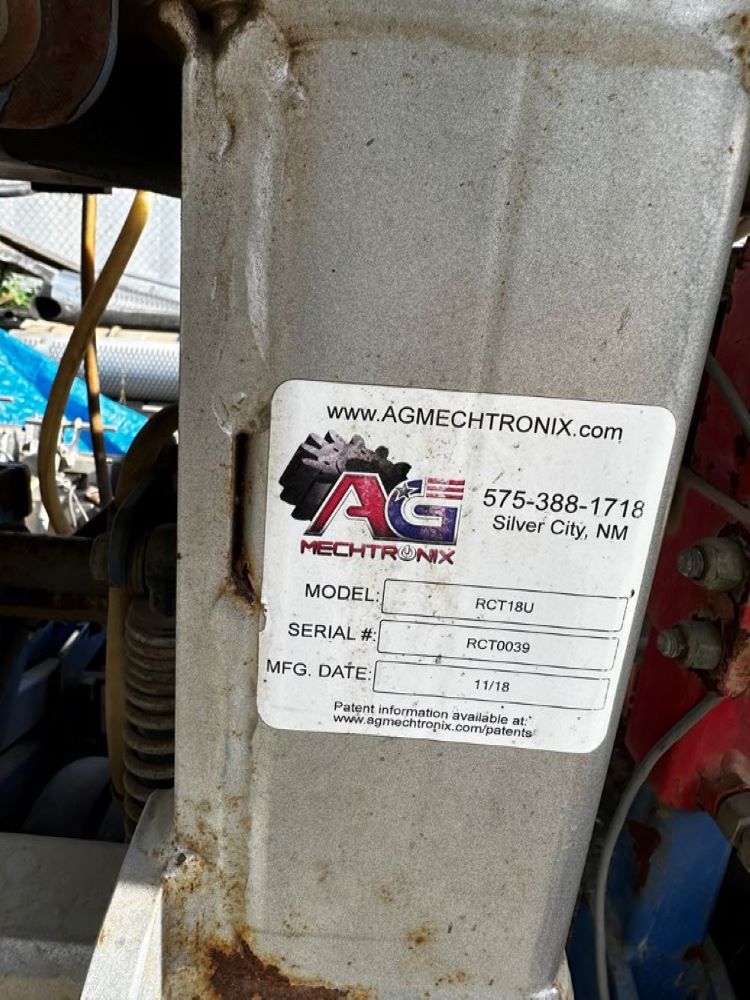 www.AGMECHTRONIX.com
AG
MECHTRONIX
575-388-1718
Silver City, NM
MODEL: RCT18U
SERIAL #: RCT0039
MFG. DATE: 11/18
Patent information available at:
www.agmechtronix.com/patents